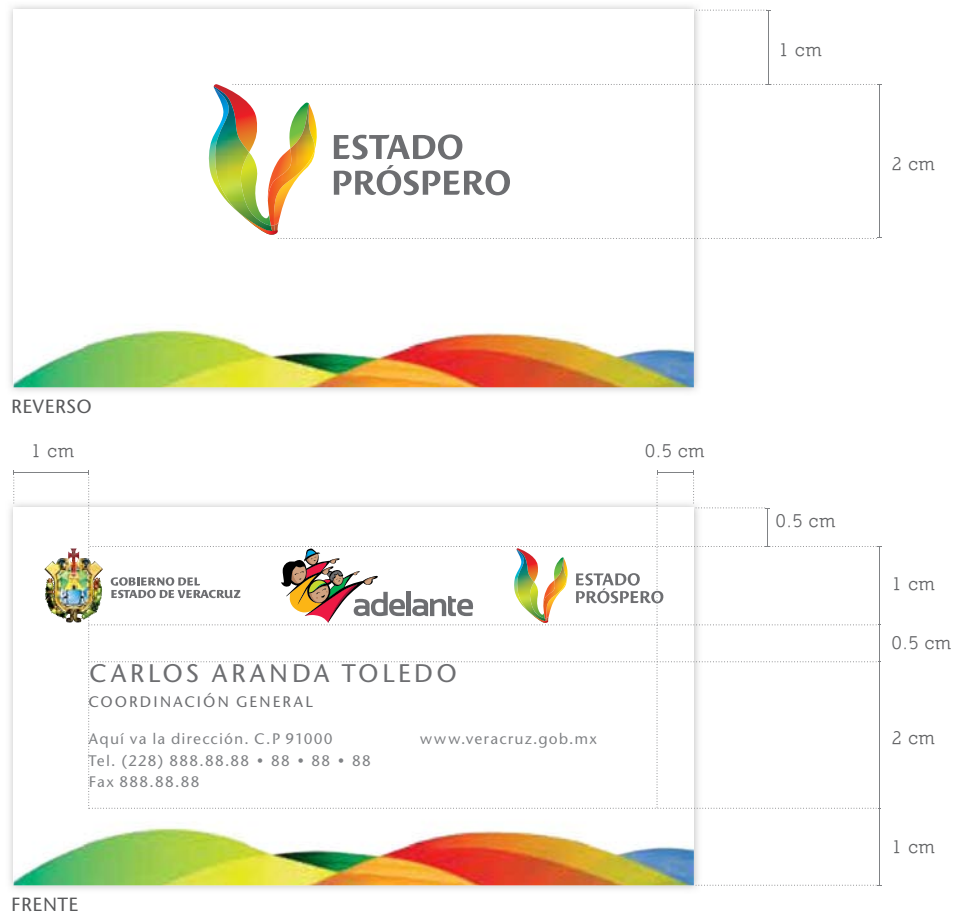 1 cm
ESTADO
PRÓSPERO
2 cm
REVERSO
1 cm
0.5 cm
0.5 cm
GOBIERNO DEL
ESTADO DE VERACRUZ
adelante
ESTADO
PRÓSPERO
1 cm
0.5 cm
CARLOS ARANDA TOLEDO
COORDINACIÓN GENERAL
Aquí va la dirección. C.P 91000
www.veracruz.gob.mx
Tel. (228) 888.88.88 • 88 • 88 • 88
Fax 888.88.88
2 cm
1 cm
FRENTE